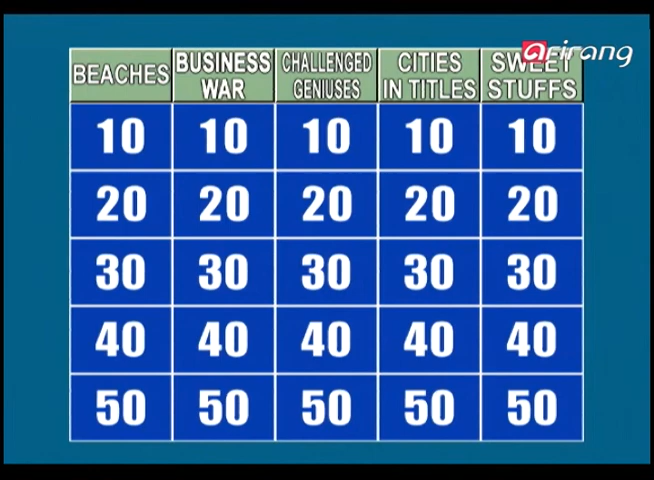 arirang
BEACHES
BUSINESS
WAR
CHALLENGED
GENIUSES
CITIES
IN TITLES
SWEET
STUFFS
10 10 10 10 10
20 20 20 20 20
30 30 30 30 30
40 40 40 40 40
50 50 50 50 50